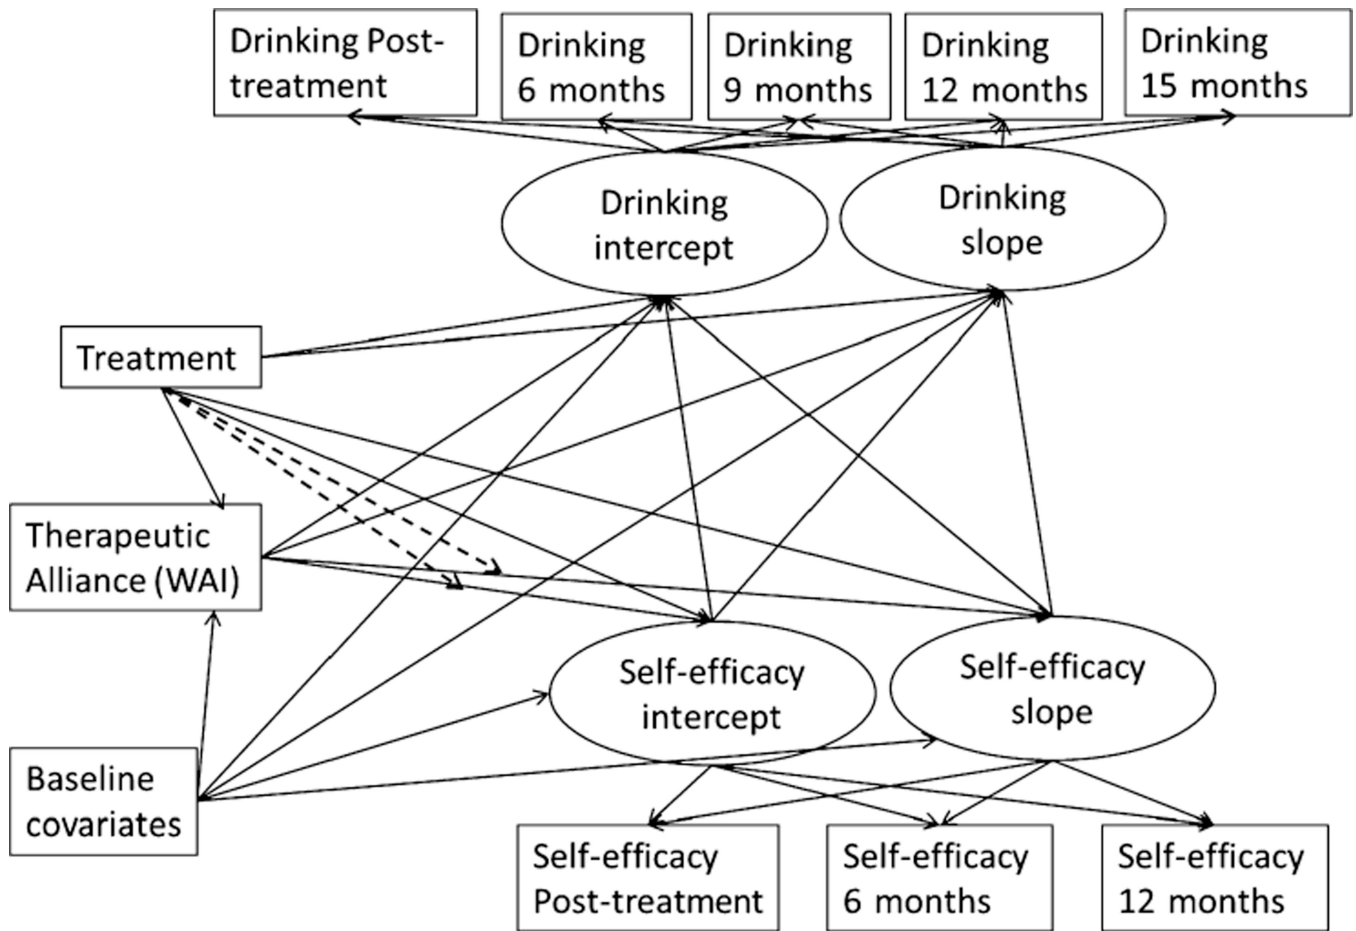 Drinking Post-
treatment
Drinking
6 months
Drinking
9 months
Drinking
12 months
Drinking
15 months
Drinking
intercept
Drinking
slope
Treatment
Therapeutic
Alliance (WAI)
Self-efficacy
intercept
Self-efficacy
slope
Baseline
covariates
Self-efficacy
Post-treatment
Self-efficacy
6 months
Self-efficacy
12 months